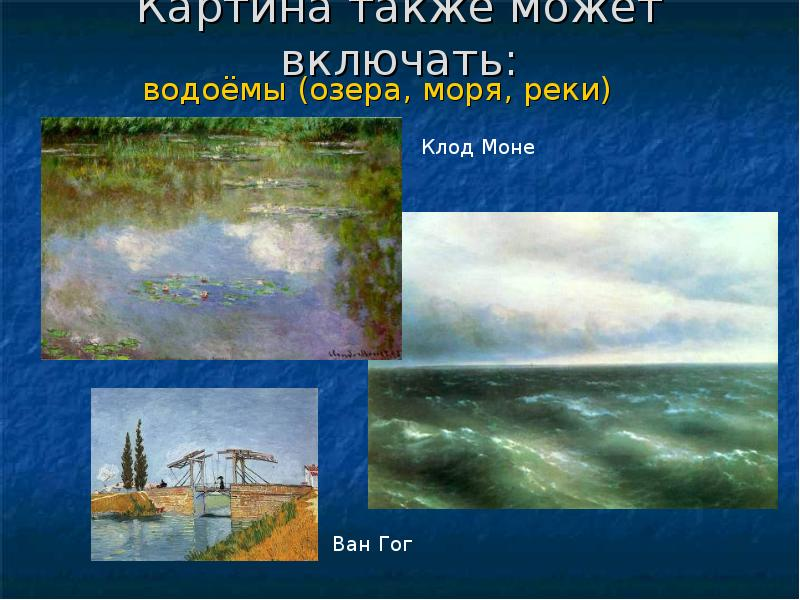 Картина также может
включать:
водоёмы (озера, моря, реки)
Клод Моне
Ван Гог